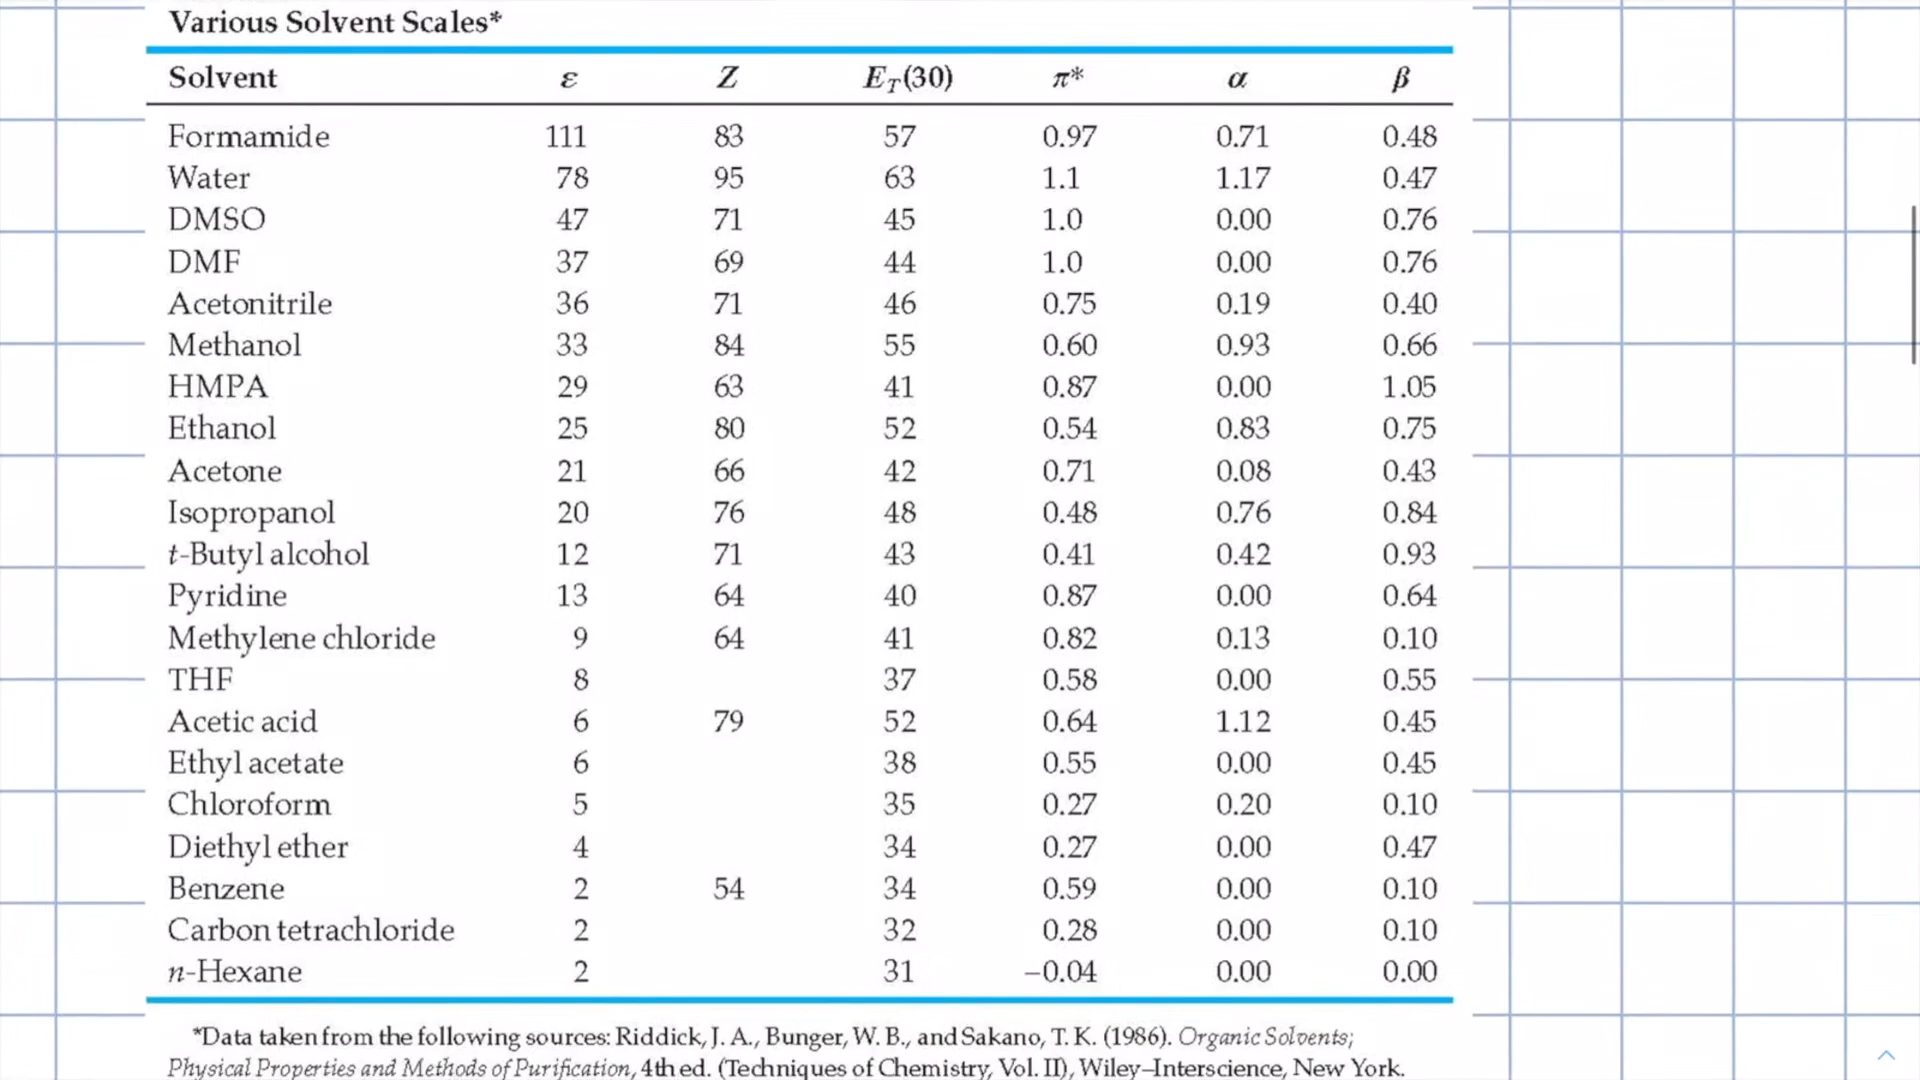 Various Solvent Scales*
Solvent ε Z E_T(30) π* α β
Formamide 111 83 57 0.97 0.71 0.48
Water 78 95 63 1.1 1.17 0.47
DMSO 47 71 45 1.0 0.00 0.76
DMF 37 69 44 1.0 0.00 0.76
Acetonitrile 36 71 46 0.75 0.19 0.40
Methanol 33 84 55 0.60 0.93 0.66
HMPA 29 63 41 0.87 0.00 1.05
Ethanol 25 80 52 0.54 0.83 0.75
Acetone 21 66 42 0.71 0.08 0.43
Isopropanol 20 76 48 0.48 0.76 0.84
t-Butyl alcohol 12 71 43 0.41 0.42 0.93
Pyridine 13 64 40 0.87 0.00 0.64
Methylene chloride 9 64 41 0.82 0.13 0.10
THF 8 37 0.58 0.00 0.55
Acetic acid 6 79 52 0.64 1.12 0.45
Ethyl acetate 6 38 0.55 0.00 0.45
Chloroform 5 35 0.27 0.20 0.10
Diethyl ether 4 34 0.27 0.00 0.47
Benzene 2 54 34 0.59 0.00 0.10
Carbon tetrachloride 2 32 0.28 0.00 0.10
n-Hexane 2 31 –0.04 0.00 0.00
*Data taken from the following sources: Riddick, J. A., Bunger, W. B., and Sakano, T. K. (1986). Organic Solvents;
Physical Properties and Methods of Purification, 4th ed. (Techniques of Chemistry, Vol. II), Wiley–Interscience, New York.